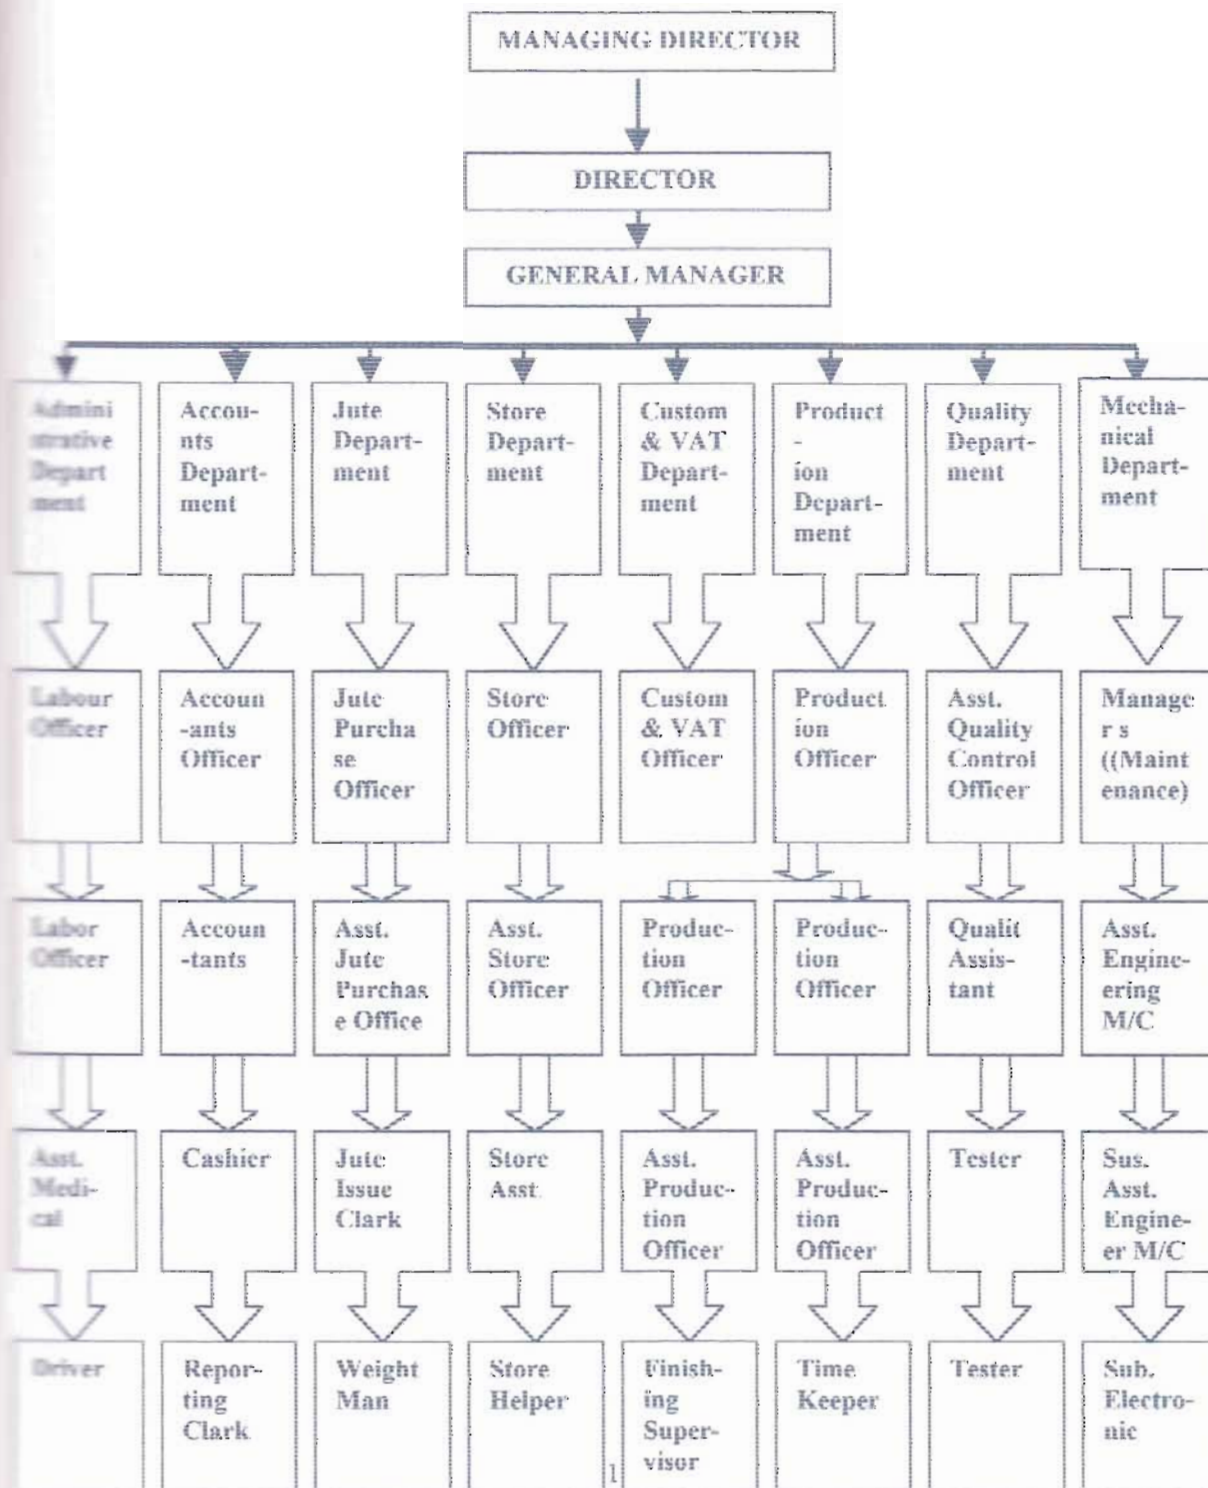 MANAGING DIRECTOR
DIRECTOR
GENERAL MANAGER
Admini
strative
Depart
ment
Accou-
nts
Depart-
ment
Jute
Depart-
ment
Store
Depart-
ment
Custom
& VAT
Depart-
ment
Product
-
ion
Depart-
ment
Quality
Depart-
ment
Mecha-
nical
Depart-
ment
Labour
Officer
Accoun
-ants
Officer
Jute
Purcha
se
Officer
Store
Officer
Custom
& VAT
Officer
Product
ion
Officer
Asst.
Quality
Control
Officer
Manage
r s
((Maint
enance)
Labor
Officer
Accoun
-tants
Asst.
Jute
Purchas
e Office
Asst.
Store
Officer
Produc-
tion
Officer
Produc-
tion
Officer
Qualit
Assis-
tant
Asst.
Engine-
ering
M/C
Asst.
Medi-
cal
Cashier
Jute
Issue
Clark
Store
Asst
Asst.
Produc-
tion
Officer
Asst.
Produc-
tion
Officer
Tester
Sus.
Asst.
Engine-
er M/C
Driver
Repor-
ting
Clark
Weight
Man
Store
Helper
Finish-
ing
Super-
visor
Time
Keeper
Tester
Sub.
Electro-
nic
1